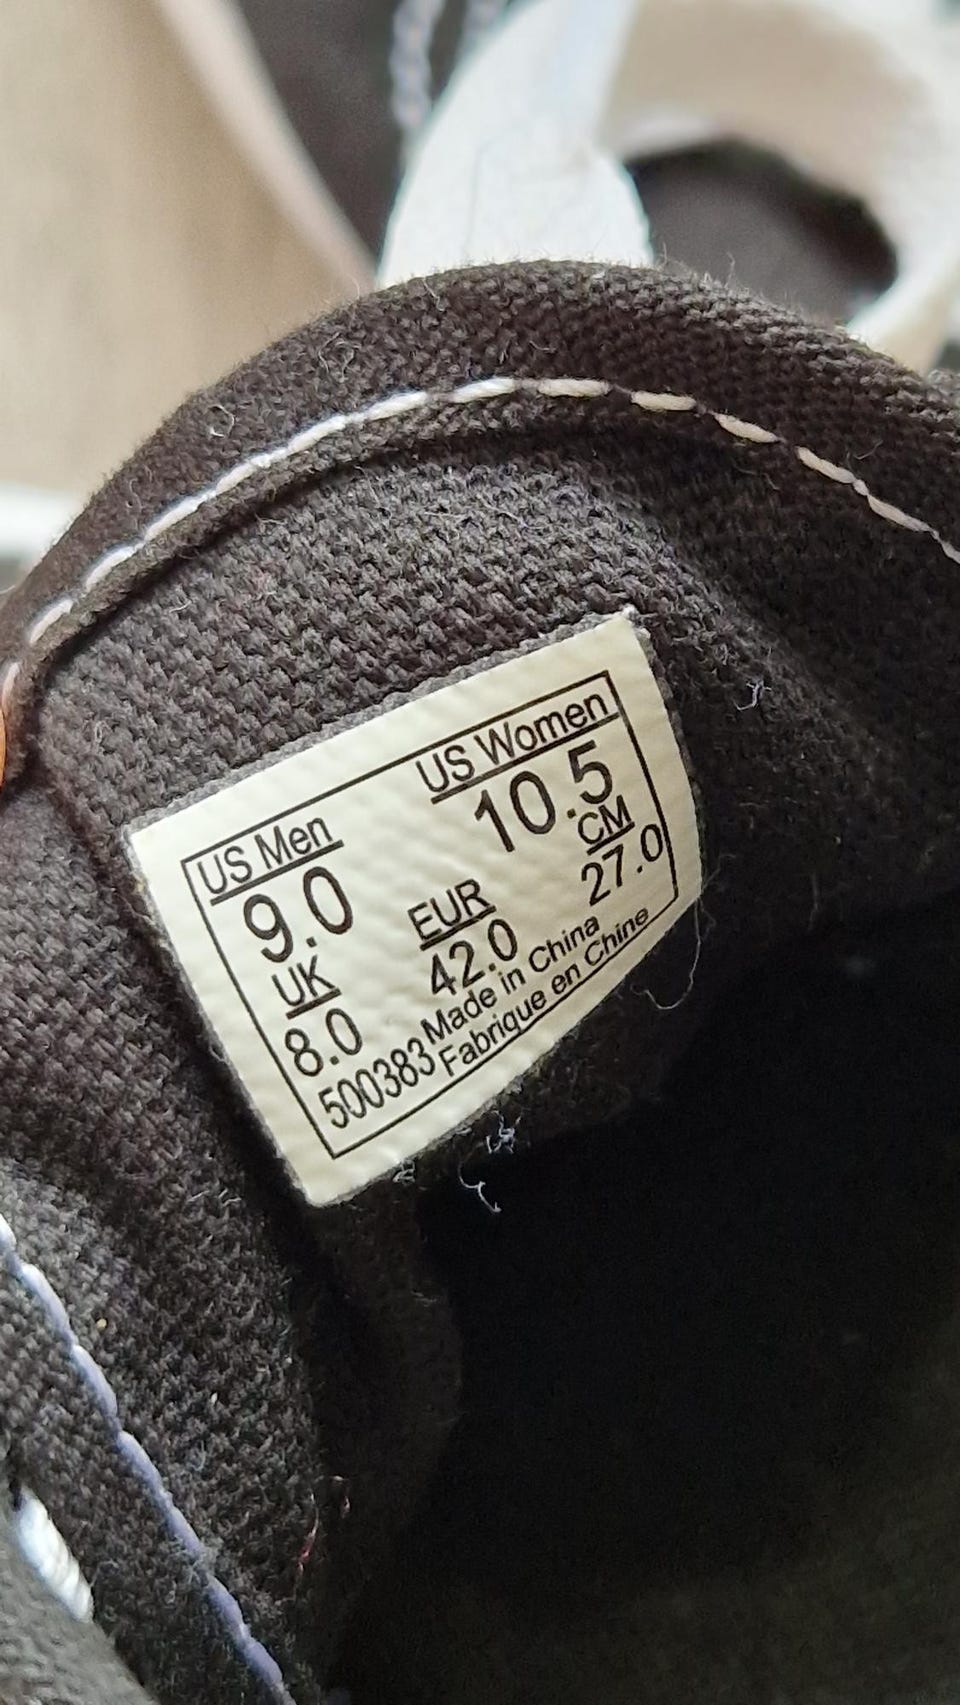 US Men US Women
9.0 10.5
UK EUR CM
8.0 42.0 27.0
500383 Made in China
Fabrique en Chine